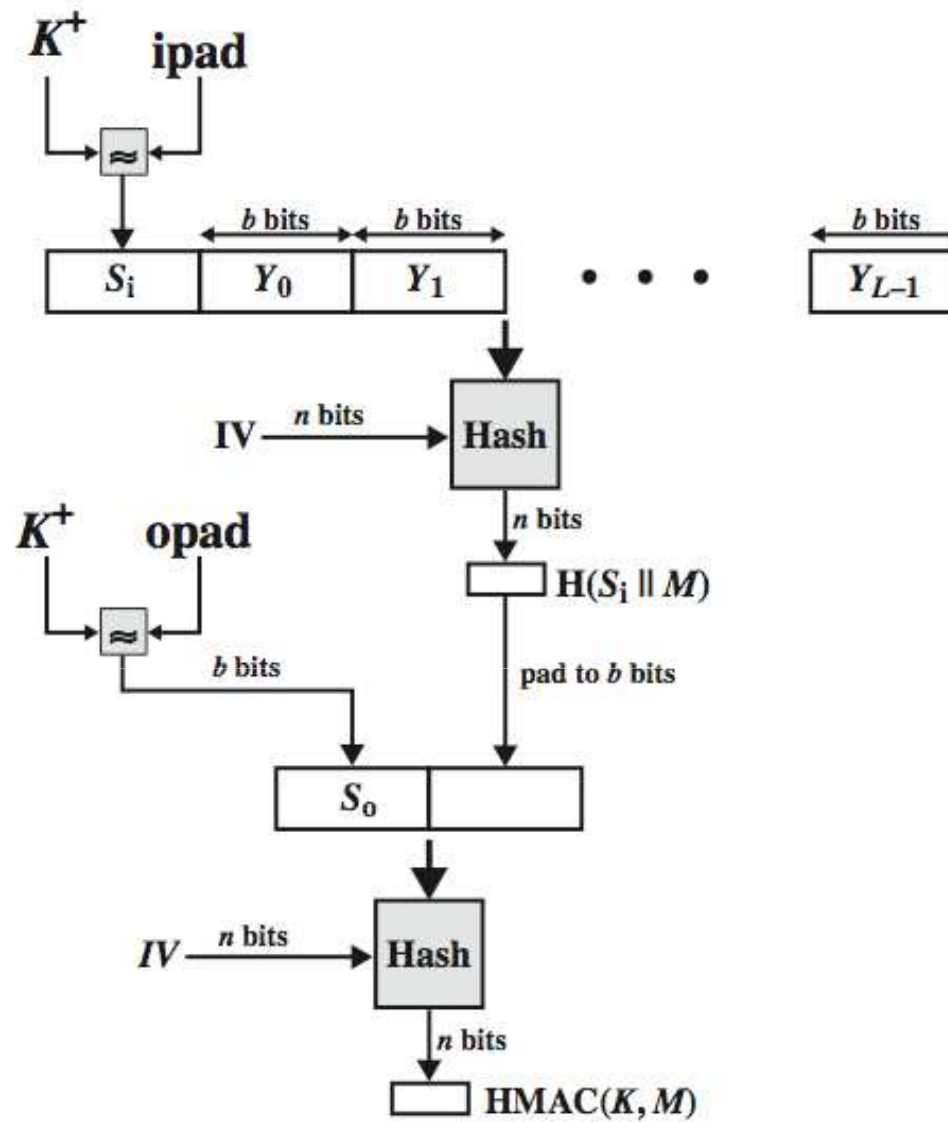 K+ ipad
≈
b bits b bits b bits
Si Y0 Y1 • • • YL–1
IV n bits Hash
n bits
K+ opad
H(Si || M)
≈
b bits pad to b bits
So
IV n bits Hash
n bits
HMAC(K, M)